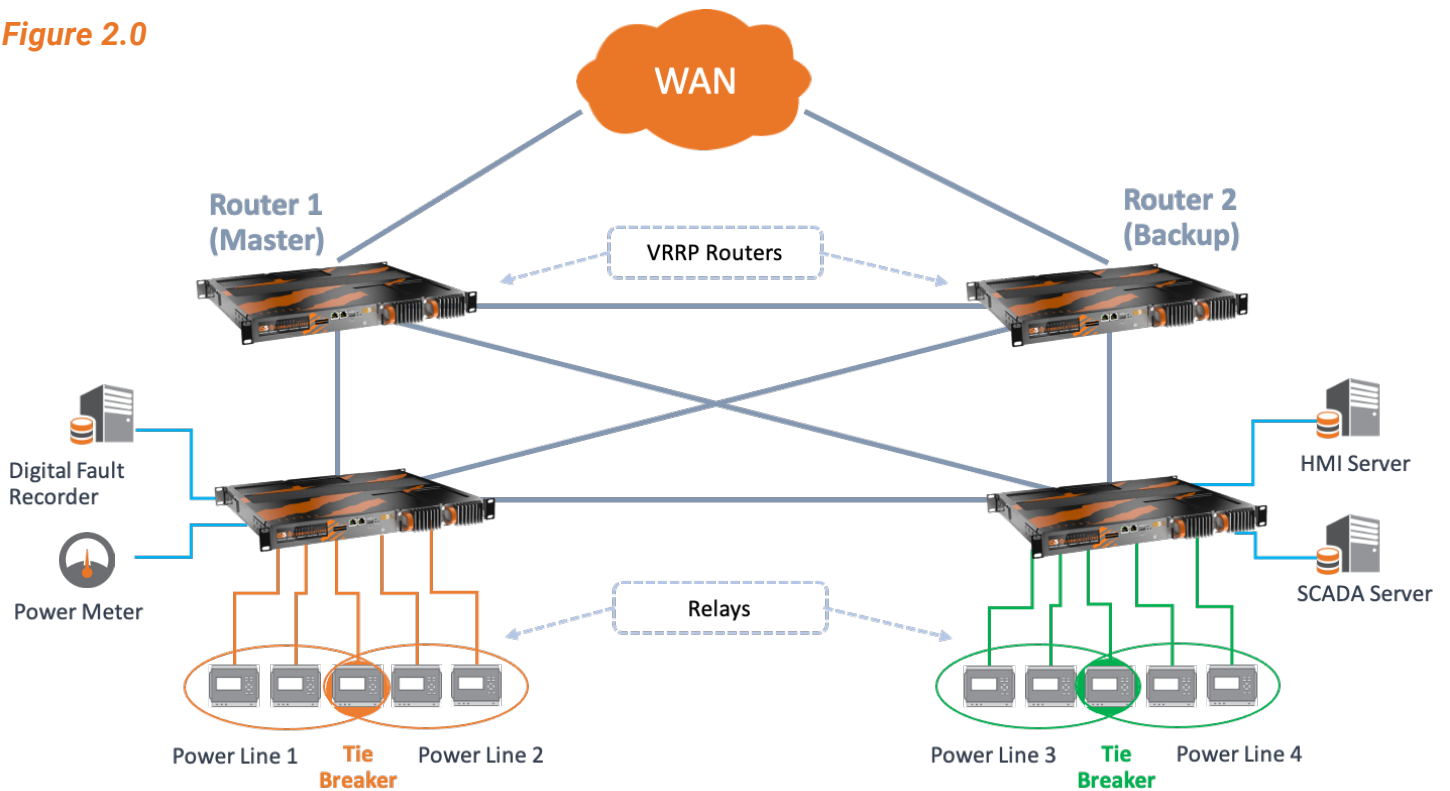 Figure 2.0
WAN
Router 1
(Master)
Router 2
(Backup)
VRRP Routers
Digital Fault
Recorder
HMI Server
Power Meter
SCADA Server
Relays
Power Line 1
Tie
Breaker
Power Line 2
Power Line 3
Tie
Breaker
Power Line 4